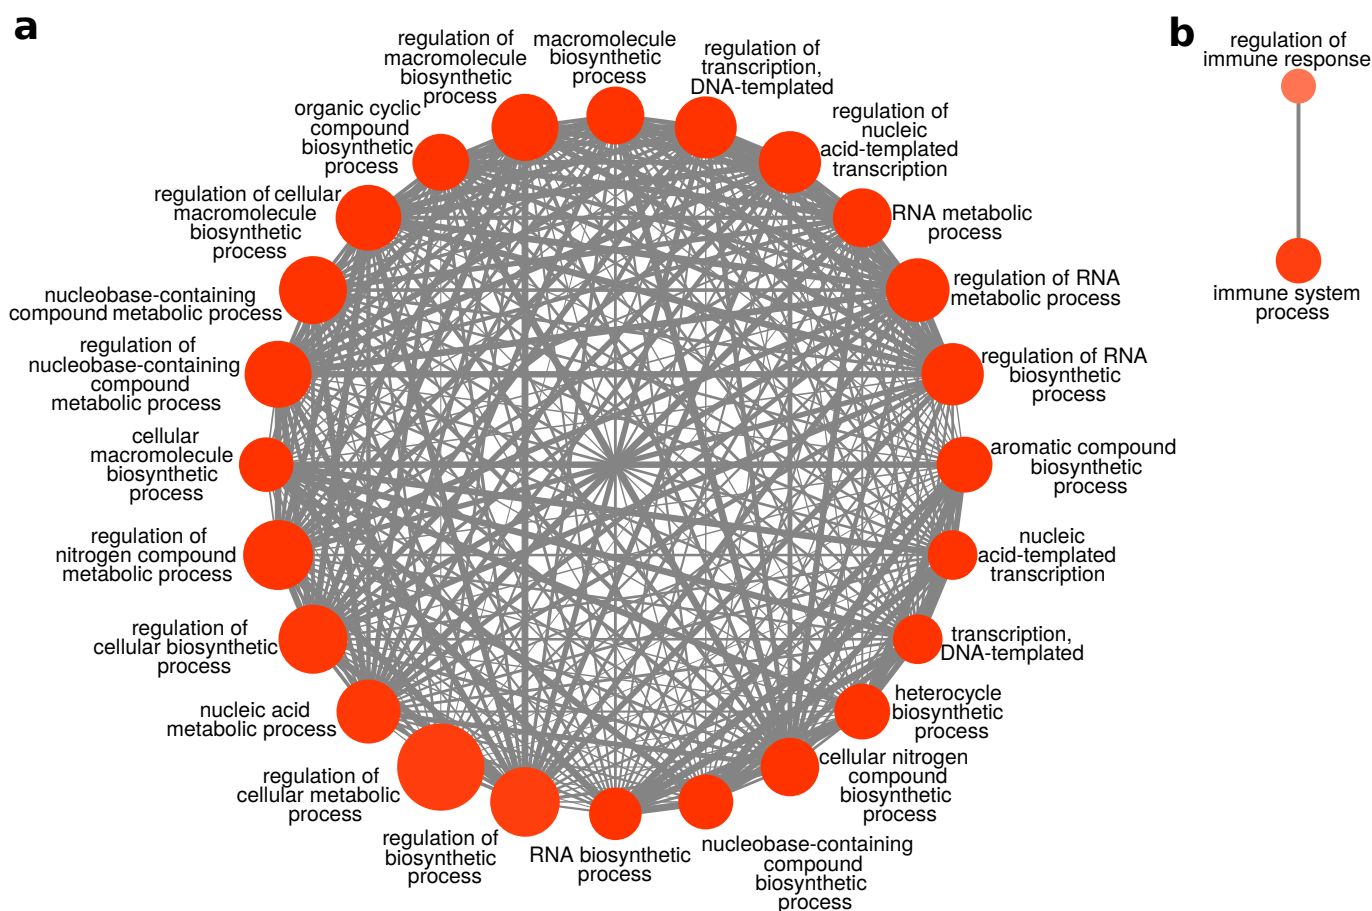 a
regulation of
macromolecule
biosynthetic
process
macromolecule
biosynthetic
process
regulation of
transcription,
DNA-templated
regulation of
nucleic
acid-templated
transcription
RNA metabolic
process
regulation of RNA
metabolic process
regulation of RNA
biosynthetic
process
aromatic compound
biosynthetic
process
nucleic
acid-templated
transcription
transcription,
DNA-templated
heterocycle
biosynthetic
process
cellular nitrogen
compound
biosynthetic
process
nucleobase-containing
compound
biosynthetic
process
RNA biosynthetic
process
regulation of
biosynthetic
process
regulation of
cellular metabolic
process
nucleic acid
metabolic process
regulation of
cellular biosynthetic
process
regulation of
nitrogen compound
metabolic process
cellular
macromolecule
biosynthetic
process
regulation of
nucleobase-containing
compound
metabolic process
nucleobase-containing
compound metabolic process
regulation of cellular
macromolecule
biosynthetic
process
organic cyclic
compound
biosynthetic
process
b
regulation of
immune response
immune system
process